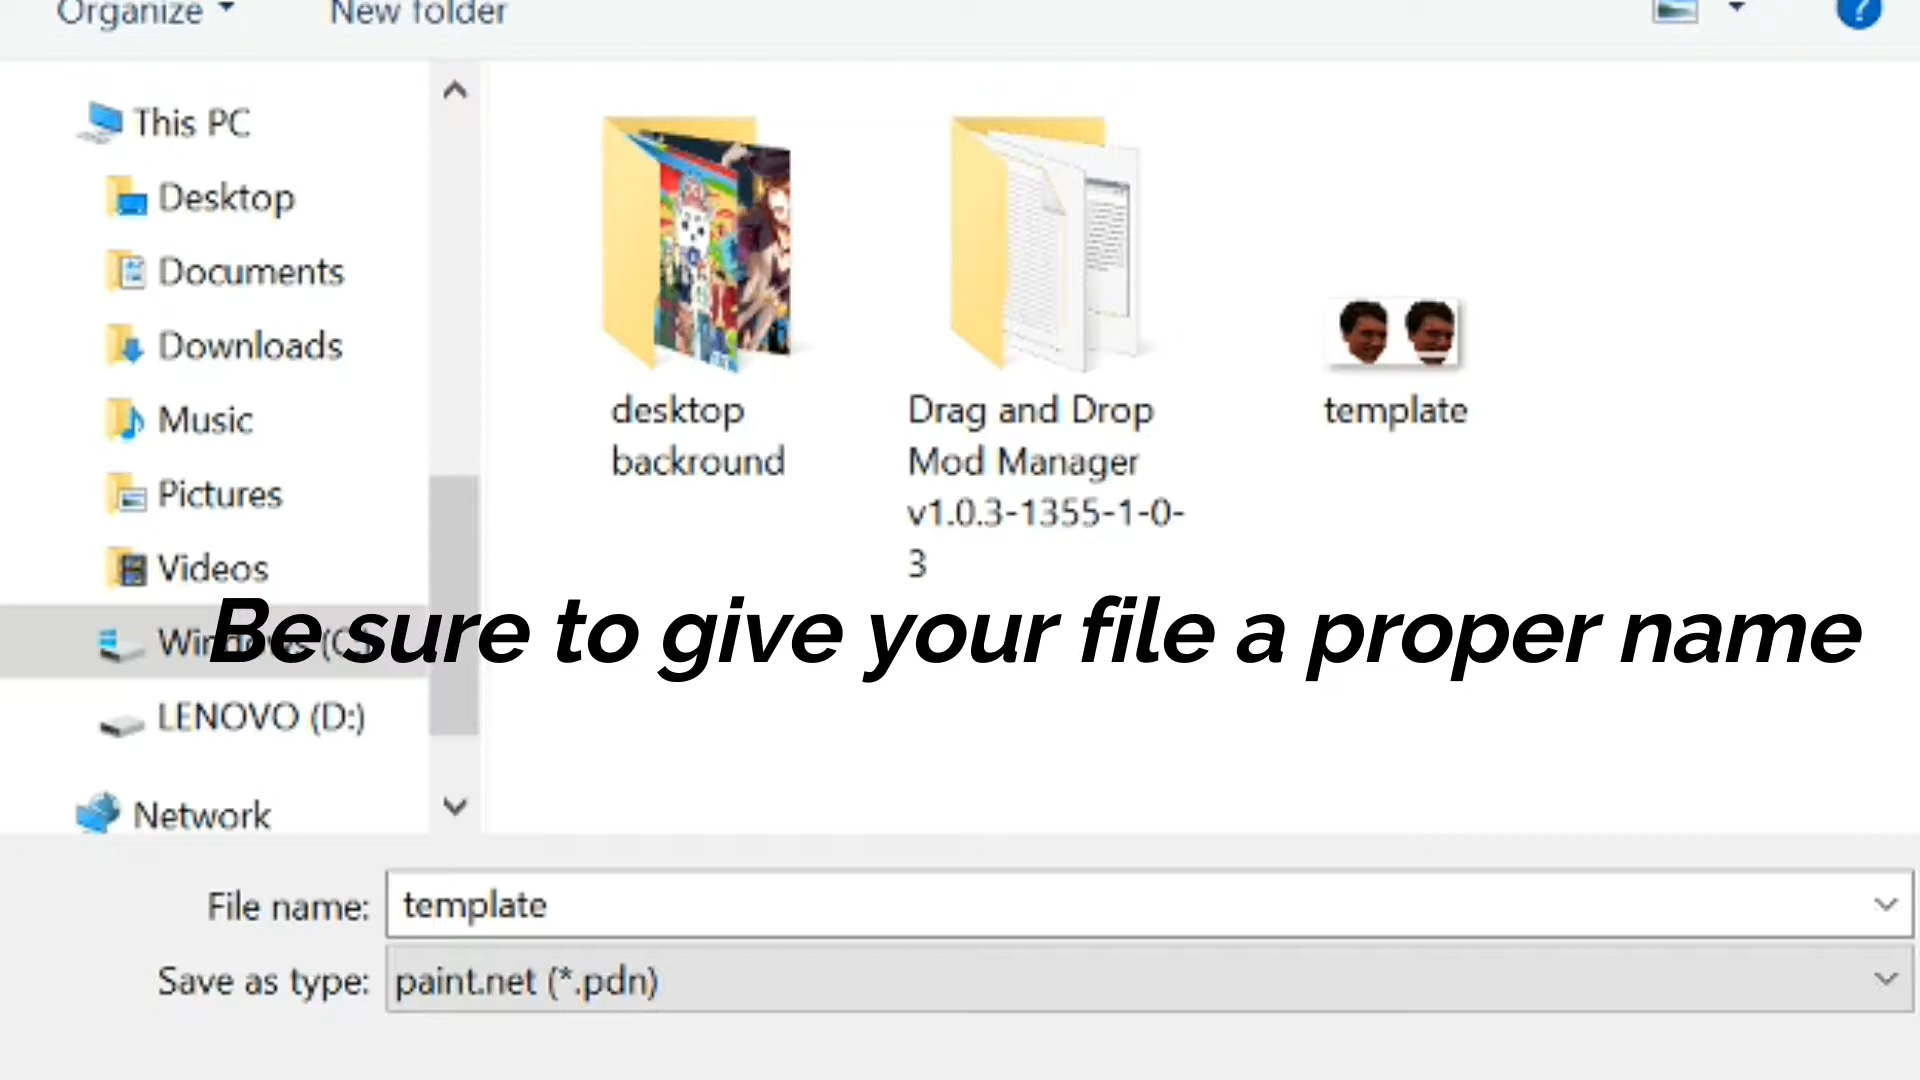 Organize
New folder
This PC
Desktop
Documents
Downloads
Music
Pictures
Videos
Windows (C:)
LENOVO (D:)
Network
desktop
backround
Drag and Drop
Mod Manager
v1.0.3-1355-1-0-
3
template
Be sure to give your file a proper name
File name: template
Save as type: paint.net (*.pdn)